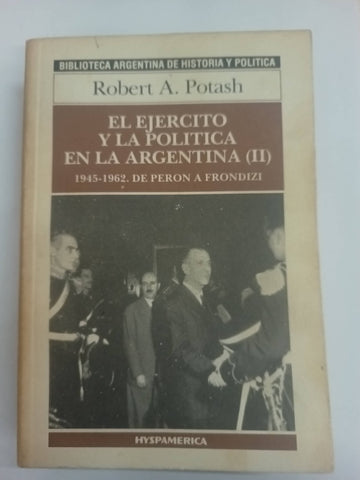 BIBLIOTECA ARGENTINA DE HISTORIA Y POLITICA
Robert A. Potash
EL EJERCITO
Y LA POLITICA
EN LA ARGENTINA (II)
1945-1962. DE PERON A FRONDIZI
HYSPAMERICA